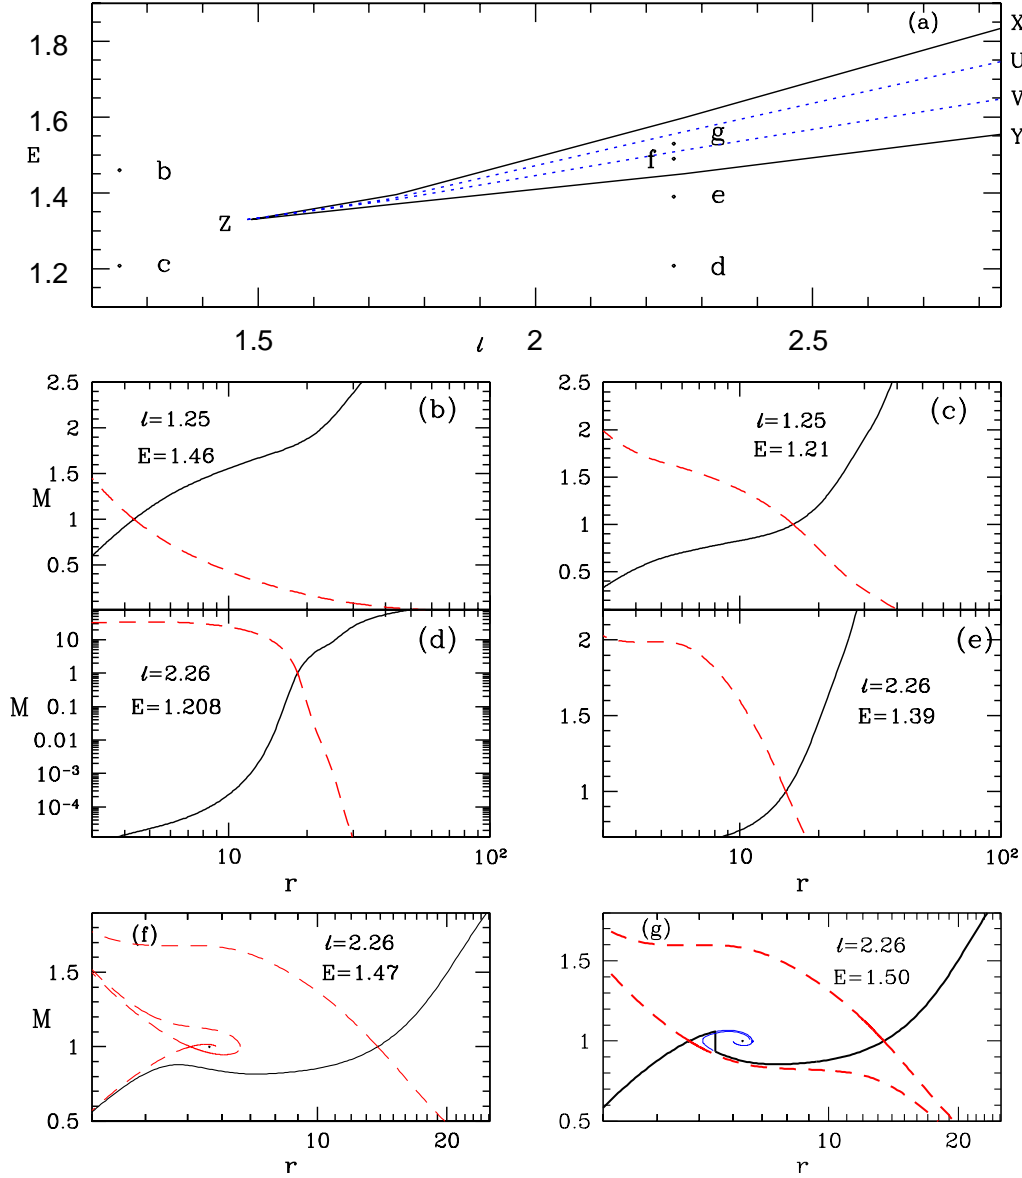 (a)
1.8
1.6
E
1.4
1.2
X
U
V
Y
g
f
e
d
b
c
Z
1.5
l
2
2.5
(b)
l=1.25
E=1.46
2.5
2
1.5
M
1
0.5
(c)
l=1.25
E=1.21
2.5
2
1.5
1
0.5
(d)
l=2.26
E=1.208
10
1
M
0.1
0.01
10⁻³
10⁻⁴
10
10²
r
(e)
l=2.26
E=1.39
2
1.5
1
10
10²
r
(f)
l=2.26
E=1.47
1.5
M
1
0.5
10
20
r
(g)
l=2.26
E=1.50
1.5
1
0.5
10
20
r